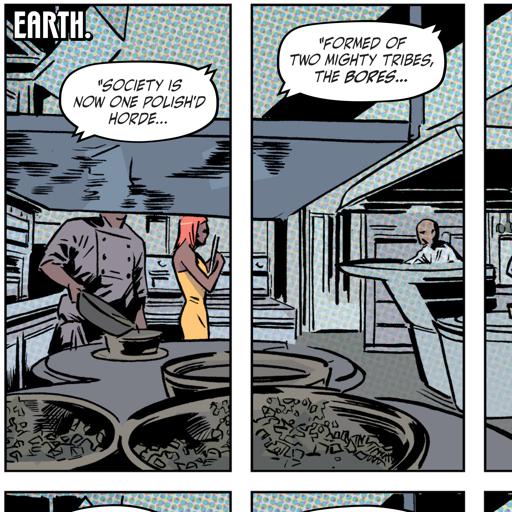 EARTH.
"SOCIETY IS
NOW ONE POLISH'D
HORDE...
"FORMED OF
TWO MIGHTY TRIBES,
THE BORES...